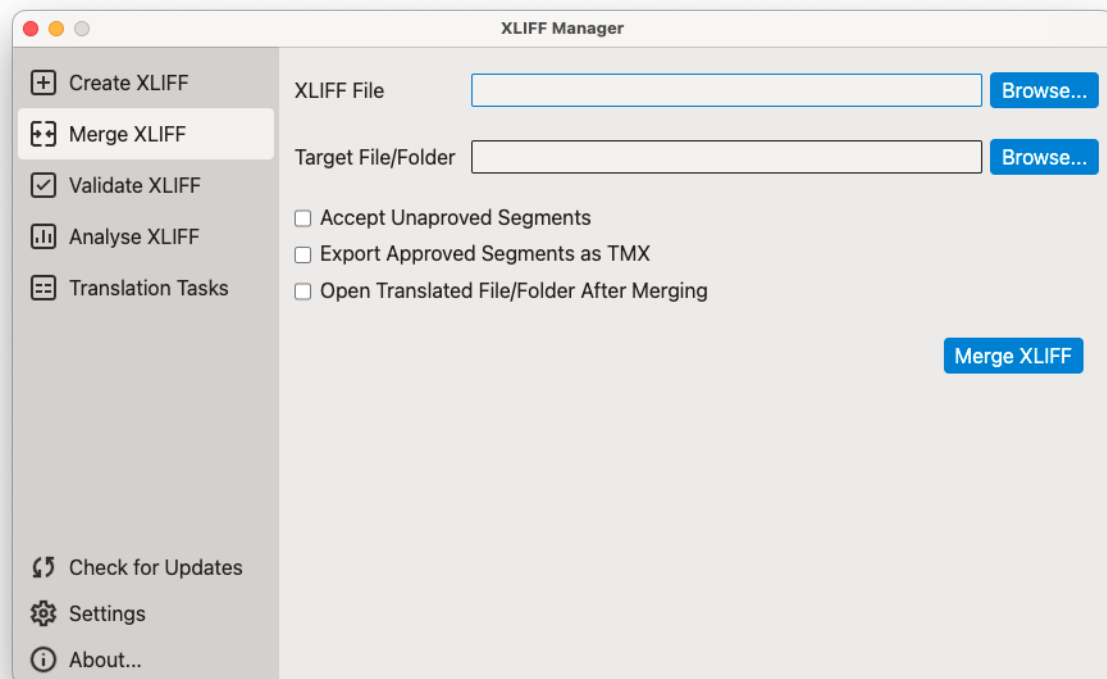 XLIFF Manager
Create XLIFF
Merge XLIFF
Validate XLIFF
Analyse XLIFF
Translation Tasks
Check for Updates
Settings
About...
XLIFF File
Browse...
Target File/Folder
Browse...
Accept Unaproved Segments
Export Approved Segments as TMX
Open Translated File/Folder After Merging
Merge XLIFF